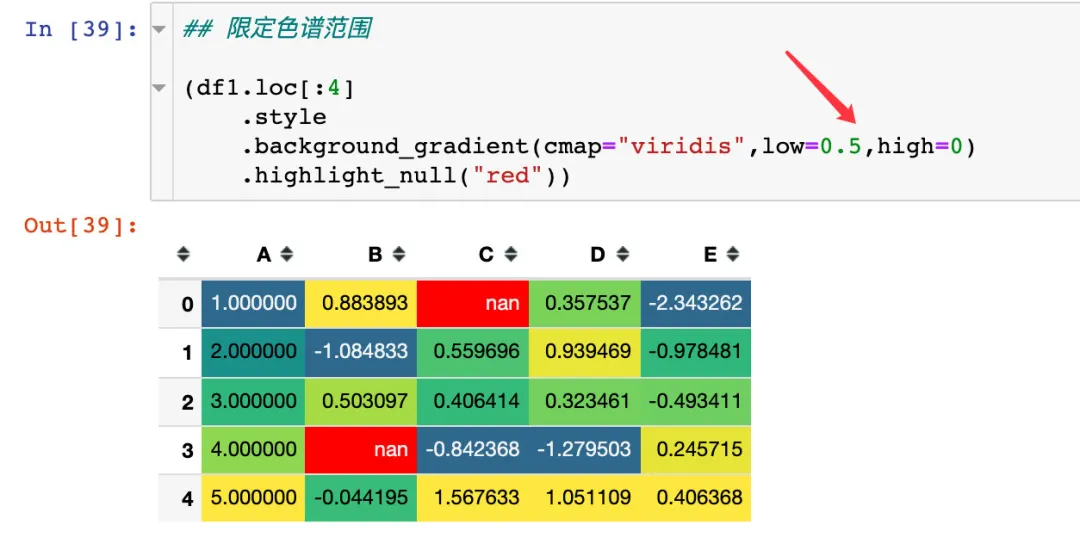 In [39]: ## 限定色谱范围
(df1.loc[:4]
.style
.background_gradient(cmap="viridis",low=0.5,high=0)
.highlight_null("red"))
Out[39]:
A B C D E
0 1.000000 0.883893 nan 0.357537 -2.343262
1 2.000000 -1.084833 0.559696 0.939469 -0.978481
2 3.000000 0.503097 0.406414 0.323461 -0.493411
3 4.000000 nan -0.842368 -1.279503 0.245715
4 5.000000 -0.044195 1.567633 1.051109 0.406368